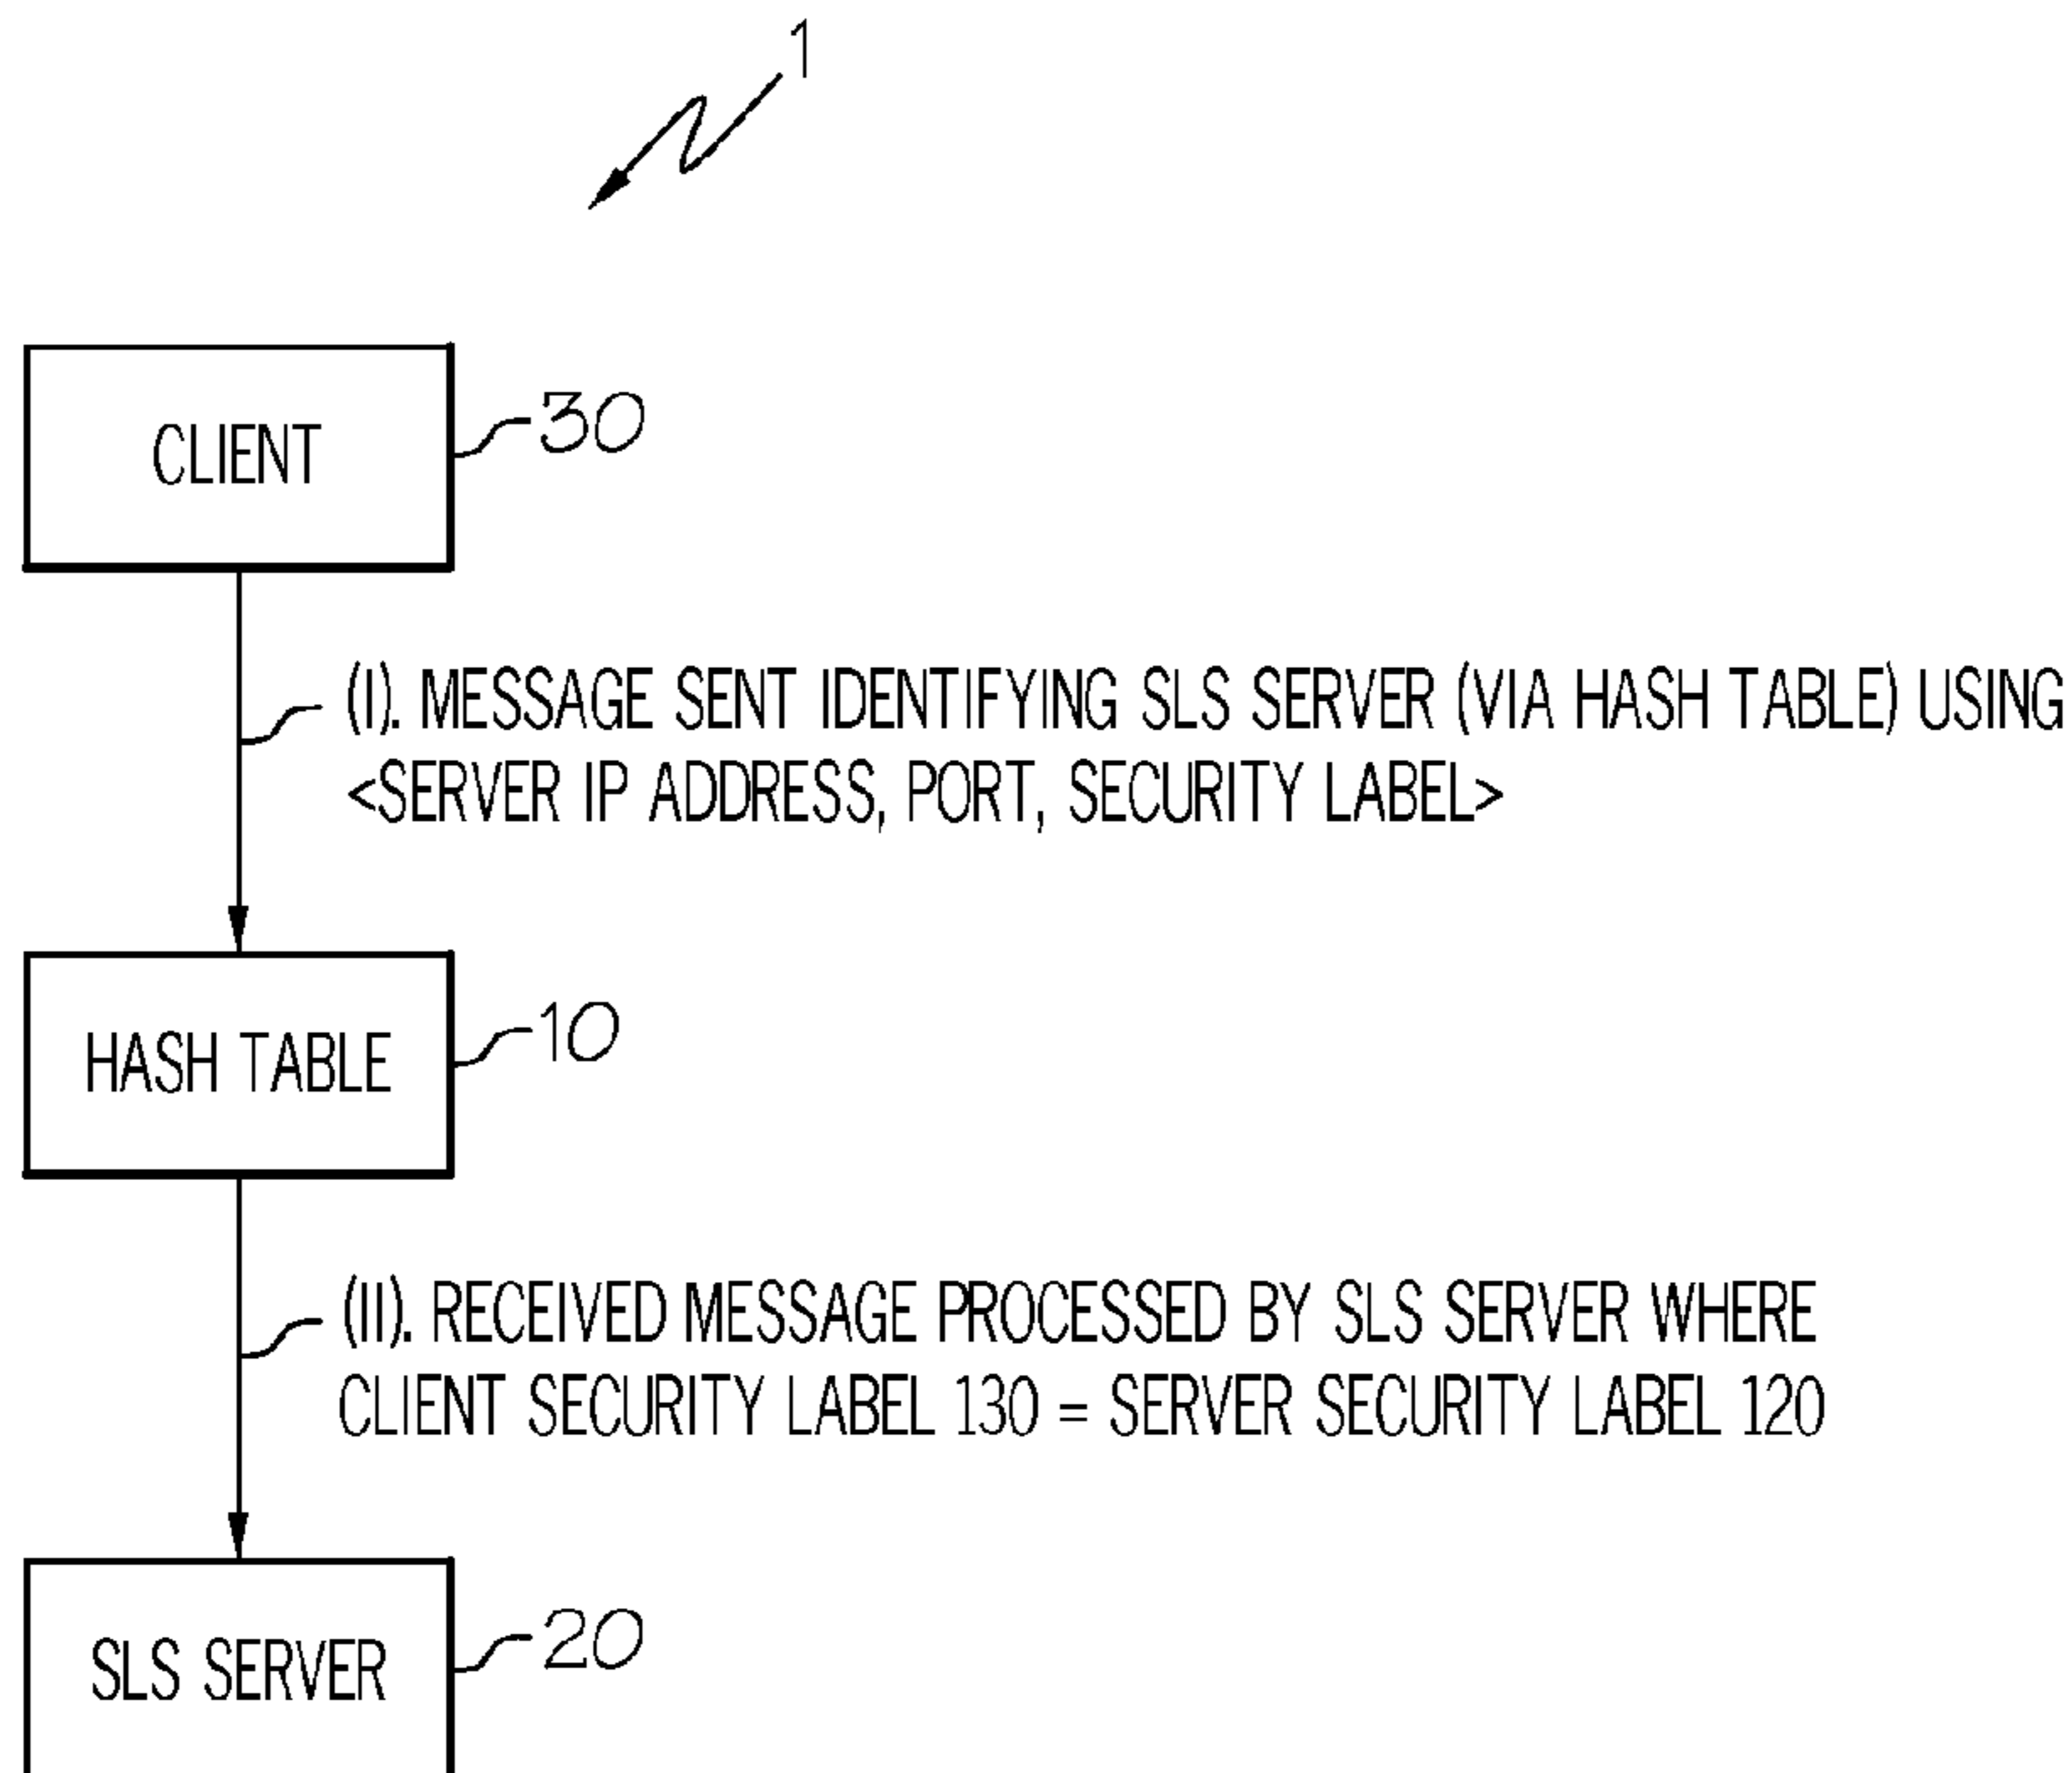 1
CLIENT
30
(I). MESSAGE SENT IDENTIFYING SLS SERVER (VIA HASH TABLE) USING
<SERVER IP ADDRESS, PORT, SECURITY LABEL>
HASH TABLE
10
(II). RECEIVED MESSAGE PROCESSED BY SLS SERVER WHERE
CLIENT SECURITY LABEL 130 = SERVER SECURITY LABEL 120
SLS SERVER
20